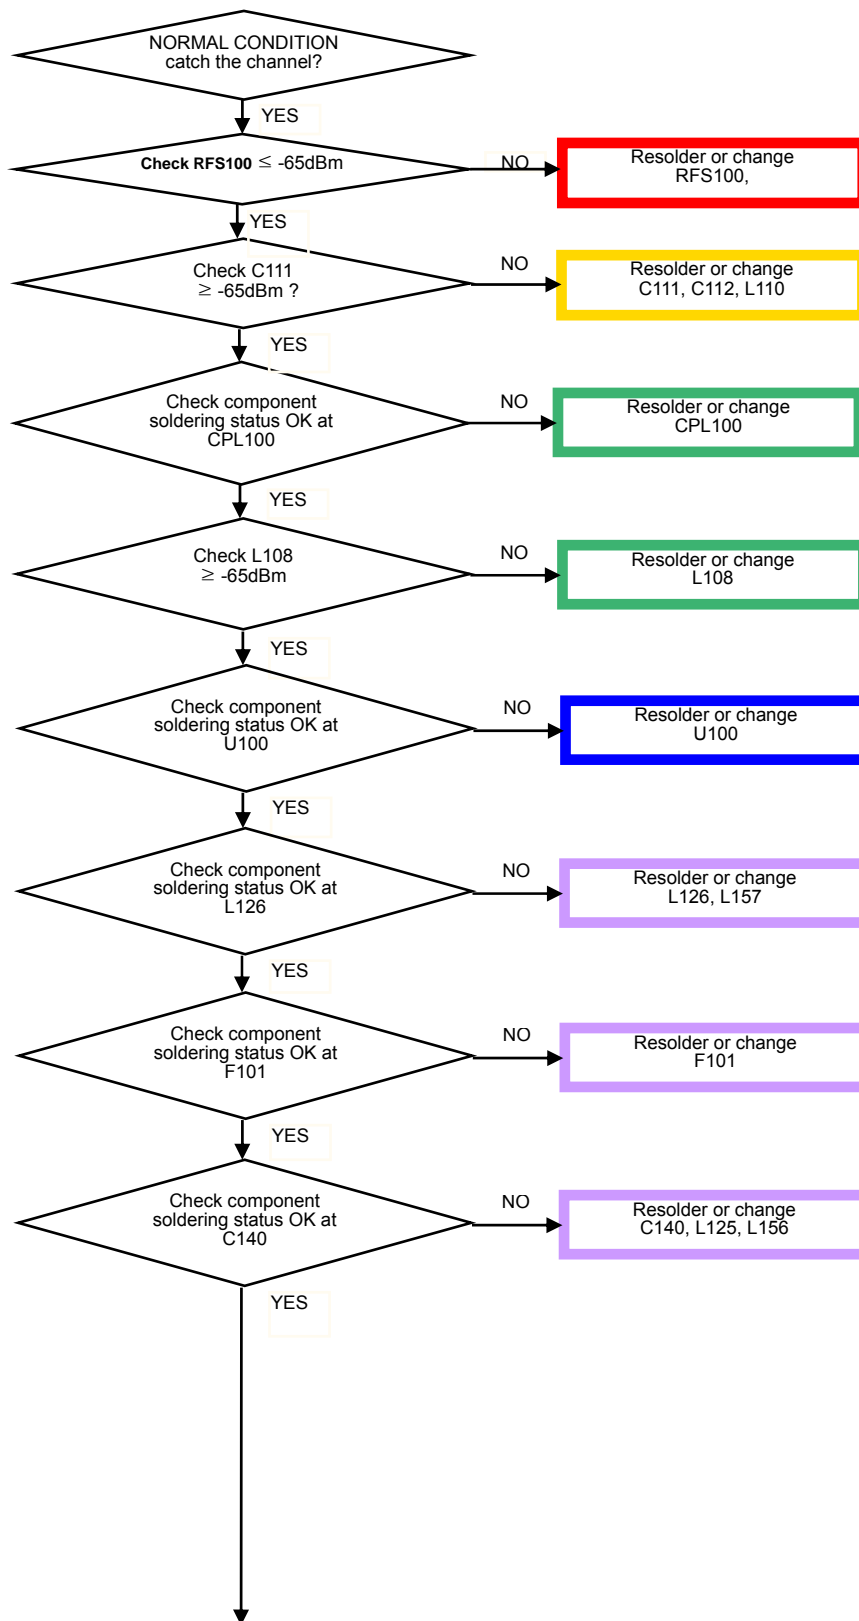 NORMAL CONDITION
catch the channel?
YES
Check RFS100 ≤ -65dBm
NO
Resolder or change
RFS100,
YES
Check C111
≥ -65dBm ?
NO
Resolder or change
C111, C112, L110
YES
Check component
soldering status OK at
CPL100
NO
Resolder or change
CPL100
YES
Check L108
≥ -65dBm
NO
Resolder or change
L108
YES
Check component
soldering status OK at
U100
NO
Resolder or change
U100
YES
Check component
soldering status OK at
L126
NO
Resolder or change
L126, L157
YES
Check component
soldering status OK at
F101
NO
Resolder or change
F101
YES
Check component
soldering status OK at
C140
NO
Resolder or change
C140, L125, L156
YES